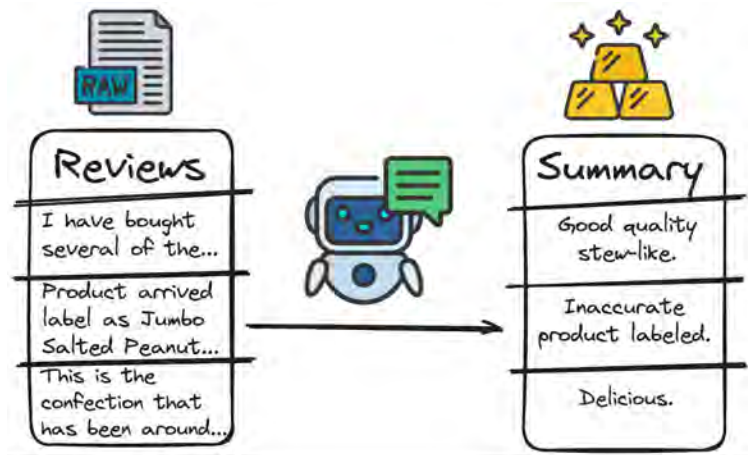 RAW
Reviews
I have bought
several of the...
Product arrived
label as Jumbo
Salted Peanut...
This is the
confection that
has been around...
Summary
Good quality
stew-like.
Inaccurate
product labeled.
Delicious.